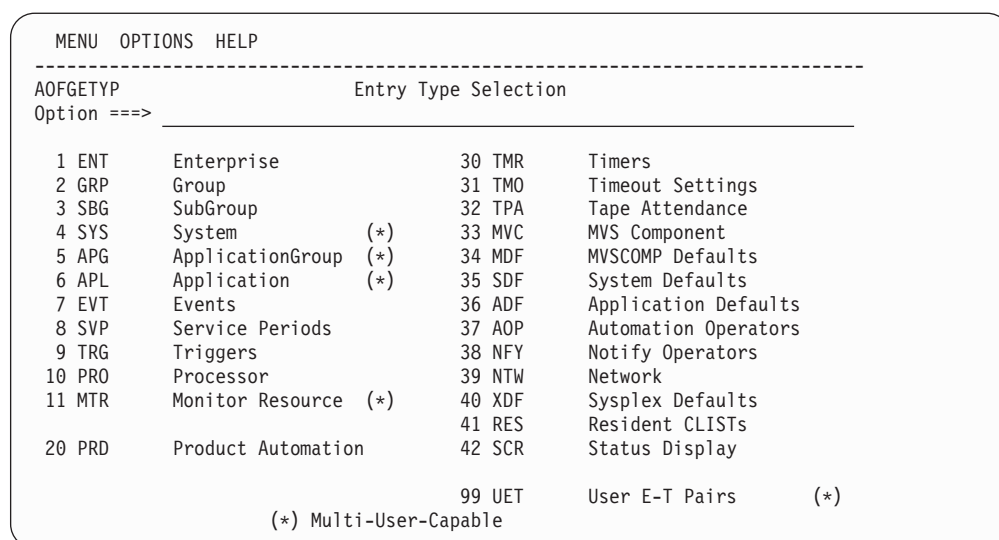 MENU OPTIONS HELP
--------------------------------------------------------------------------------
AOFGETYP Entry Type Selection
Option ===>
1 ENT Enterprise 30 TMR Timers
2 GRP Group 31 TMO Timeout Settings
3 SBG SubGroup 32 TPA Tape Attendance
4 SYS System (*) 33 MVC MVS Component
5 APG ApplicationGroup (*) 34 MDF MVSCOMP Defaults
6 APL Application (*) 35 SDF System Defaults
7 EVT Events 36 ADF Application Defaults
8 SVP Service Periods 37 AOP Automation Operators
9 TRG Triggers 38 NFY Notify Operators
10 PRO Processor 39 NTW Network
11 MTR Monitor Resource (*) 40 XDF Sysplex Defaults
41 RES Resident CLISTs
20 PRD Product Automation 42 SCR Status Display
99 UET User E-T Pairs (*)
(*) Multi-User-Capable